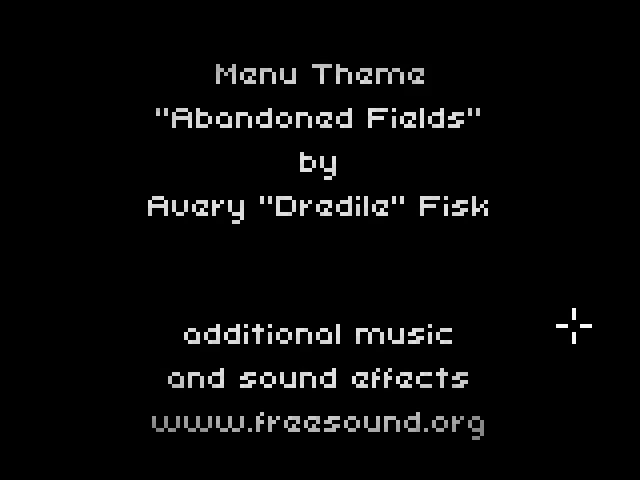 Menu Theme
"Abandoned Fields"
by
Avery "Dredile" Fisk
additional music
and sound effects
www.freesound.org